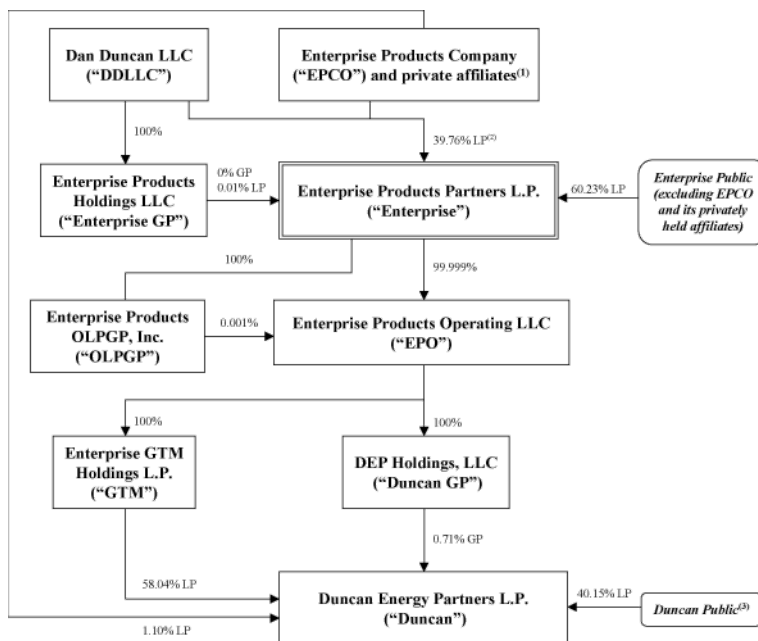 Dan Duncan LLC
(“DDLLC”)
Enterprise Products Company
(“EPCO”) and private affiliates(1)
100%
39.76% LP(2)
Enterprise Products
Holdings LLC
(“Enterprise GP”)
0% GP
0.01% LP
Enterprise Products Partners L.P.
(“Enterprise”)
60.23% LP
Enterprise Public
(excluding EPCO
and its privately
held affiliates)
100%
99.999%
Enterprise Products
OLPGP, Inc.
(“OLPGP”)
0.001%
Enterprise Products Operating LLC
(“EPO”)
100%
100%
Enterprise GTM
Holdings L.P.
(“GTM”)
DEP Holdings, LLC
(“Duncan GP”)
0.71% GP
58.04% LP
Duncan Energy Partners L.P.
(“Duncan”)
40.15% LP
Duncan Public(3)
1.10% LP